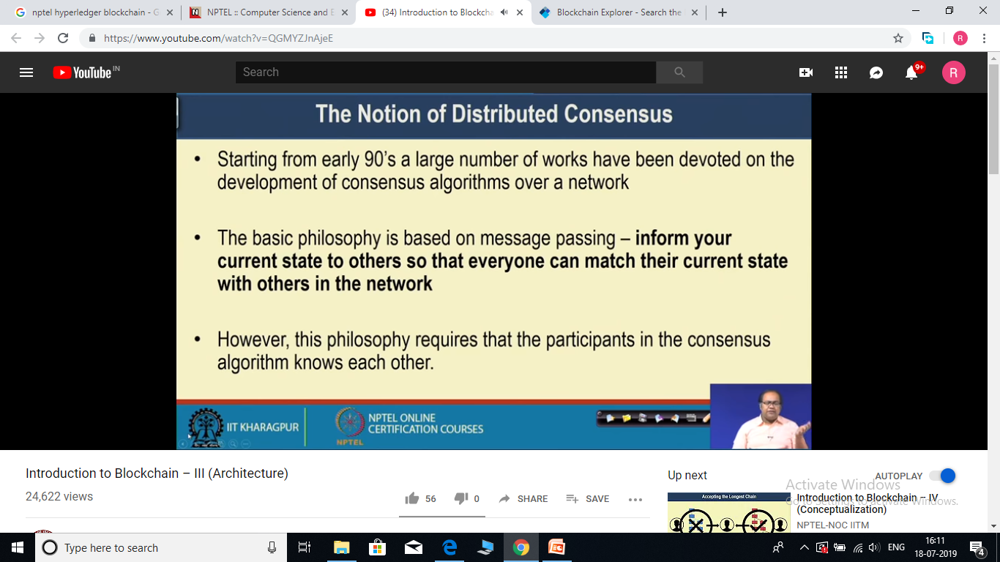 nptel hyperledger blockchain - G
NPTEL :: Computer Science and E
(34) Introduction to Blockcha
Blockchain Explorer - Search the
https://www.youtube.com/watch?v=QGMYZJnAjeE
R
YouTube IN
Search
9+
R
The Notion of Distributed Consensus
• Starting from early 90's a large number of works have been devoted on the
development of consensus algorithms over a network
• The basic philosophy is based on message passing – inform your
current state to others so that everyone can match their current state
with others in the network
• However, this philosophy requires that the participants in the consensus
algorithm knows each other.
IIT KHARAGPUR
NPTEL
NPTEL ONLINE
CERTIFICATION COURSES
Introduction to Blockchain – III (Architecture)
24,622 views
56
0
SHARE
SAVE
Up next
AUTOPLAY
Activate Windows
Go to Settings to activate Windows.
Accepting the Longest Chain
Introduction to Blockchain – IV
(Conceptualization)
NPTEL-NOC IITM
Type here to search
ENG
16:11
18-07-2019
4